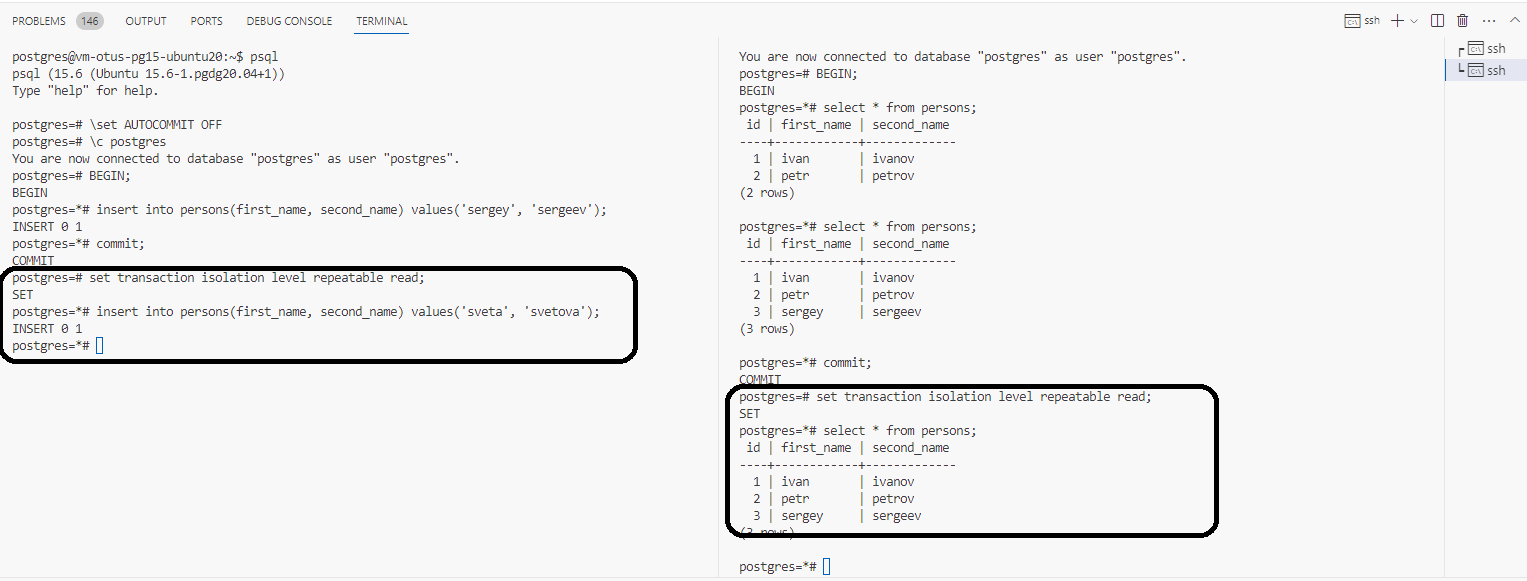 PROBLEMS 146 OUTPUT PORTS DEBUG CONSOLE TERMINAL
ssh
postgres@vm-otus-pg15-ubuntu20:~$ psql
psql (15.6 (Ubuntu 15.6-1.pgdg20.04+1))
Type "help" for help.
postgres=# \set AUTOCOMMIT OFF
postgres=# \c postgres
You are now connected to database "postgres" as user "postgres".
postgres=# BEGIN;
BEGIN
postgres=*# insert into persons(first_name, second_name) values('sergey', 'sergeev');
INSERT 0 1
postgres=*# commit;
COMMIT
postgres=# set transaction isolation level repeatable read;
SET
postgres=*# insert into persons(first_name, second_name) values('sveta', 'svetova');
INSERT 0 1
postgres=*#
You are now connected to database "postgres" as user "postgres".
postgres=# BEGIN;
BEGIN
postgres=*# select * from persons;
 id | first_name | second_name
----+------------+-------------
  1 | ivan       | ivanov
  2 | petr       | petrov
(2 rows)
postgres=*# select * from persons;
 id | first_name | second_name
----+------------+-------------
  1 | ivan       | ivanov
  2 | petr       | petrov
  3 | sergey     | sergeev
(3 rows)
postgres=*# commit;
COMMIT
postgres=# set transaction isolation level repeatable read;
SET
postgres=*# select * from persons;
 id | first_name | second_name
----+------------+-------------
  1 | ivan       | ivanov
  2 | petr       | petrov
  3 | sergey     | sergeev
(3 rows)
postgres=*#
ssh
ssh